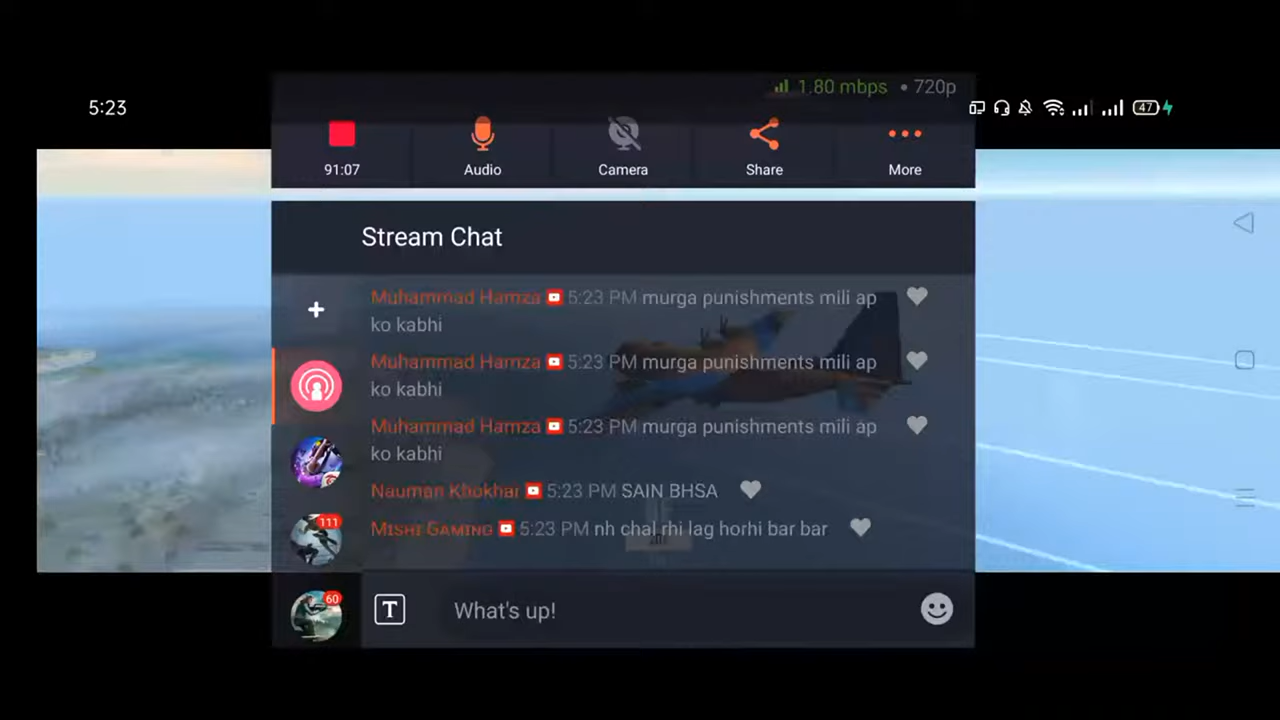 1.80 mbps • 720p
5:23
47
91:07
Audio
Camera
Share
More
Stream Chat
Muhammad Hamza 5:23 PM murga punishments mili ap
ko kabhi
Muhammad Hamza 5:23 PM murga punishments mili ap
ko kabhi
Muhammad Hamza 5:23 PM murga punishments mili ap
ko kabhi
Nauman Khokhar 5:23 PM SAIN BHSA
Mɪsʜɪ Gᴀᴍɪɴɢ 5:23 PM nh chal rhi lag horhi bar bar
111
60
T
What's up!